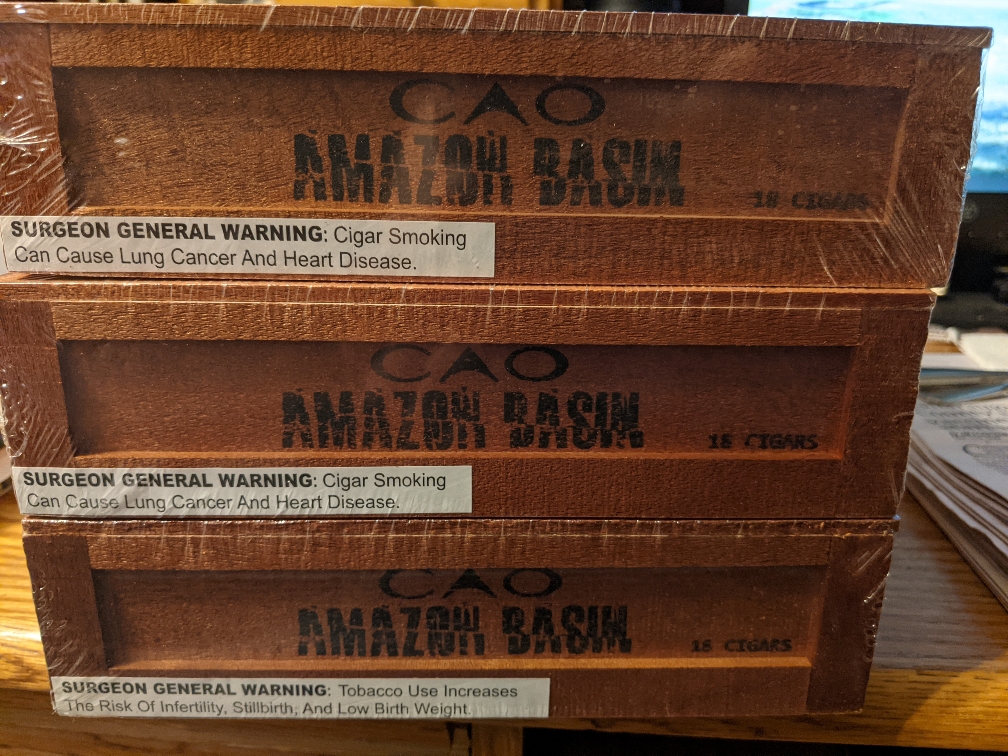 CAO
AMAZON BASIN
18 CIGARS
SURGEON GENERAL WARNING: Cigar Smoking
Can Cause Lung Cancer And Heart Disease.
CAO
AMAZON BASIN
18 CIGARS
SURGEON GENERAL WARNING: Cigar Smoking
Can Cause Lung Cancer And Heart Disease.
CAO
AMAZON BASIN
18 CIGARS
SURGEON GENERAL WARNING: Tobacco Use Increases
The Risk Of Infertility, Stillbirth, And Low Birth Weight.